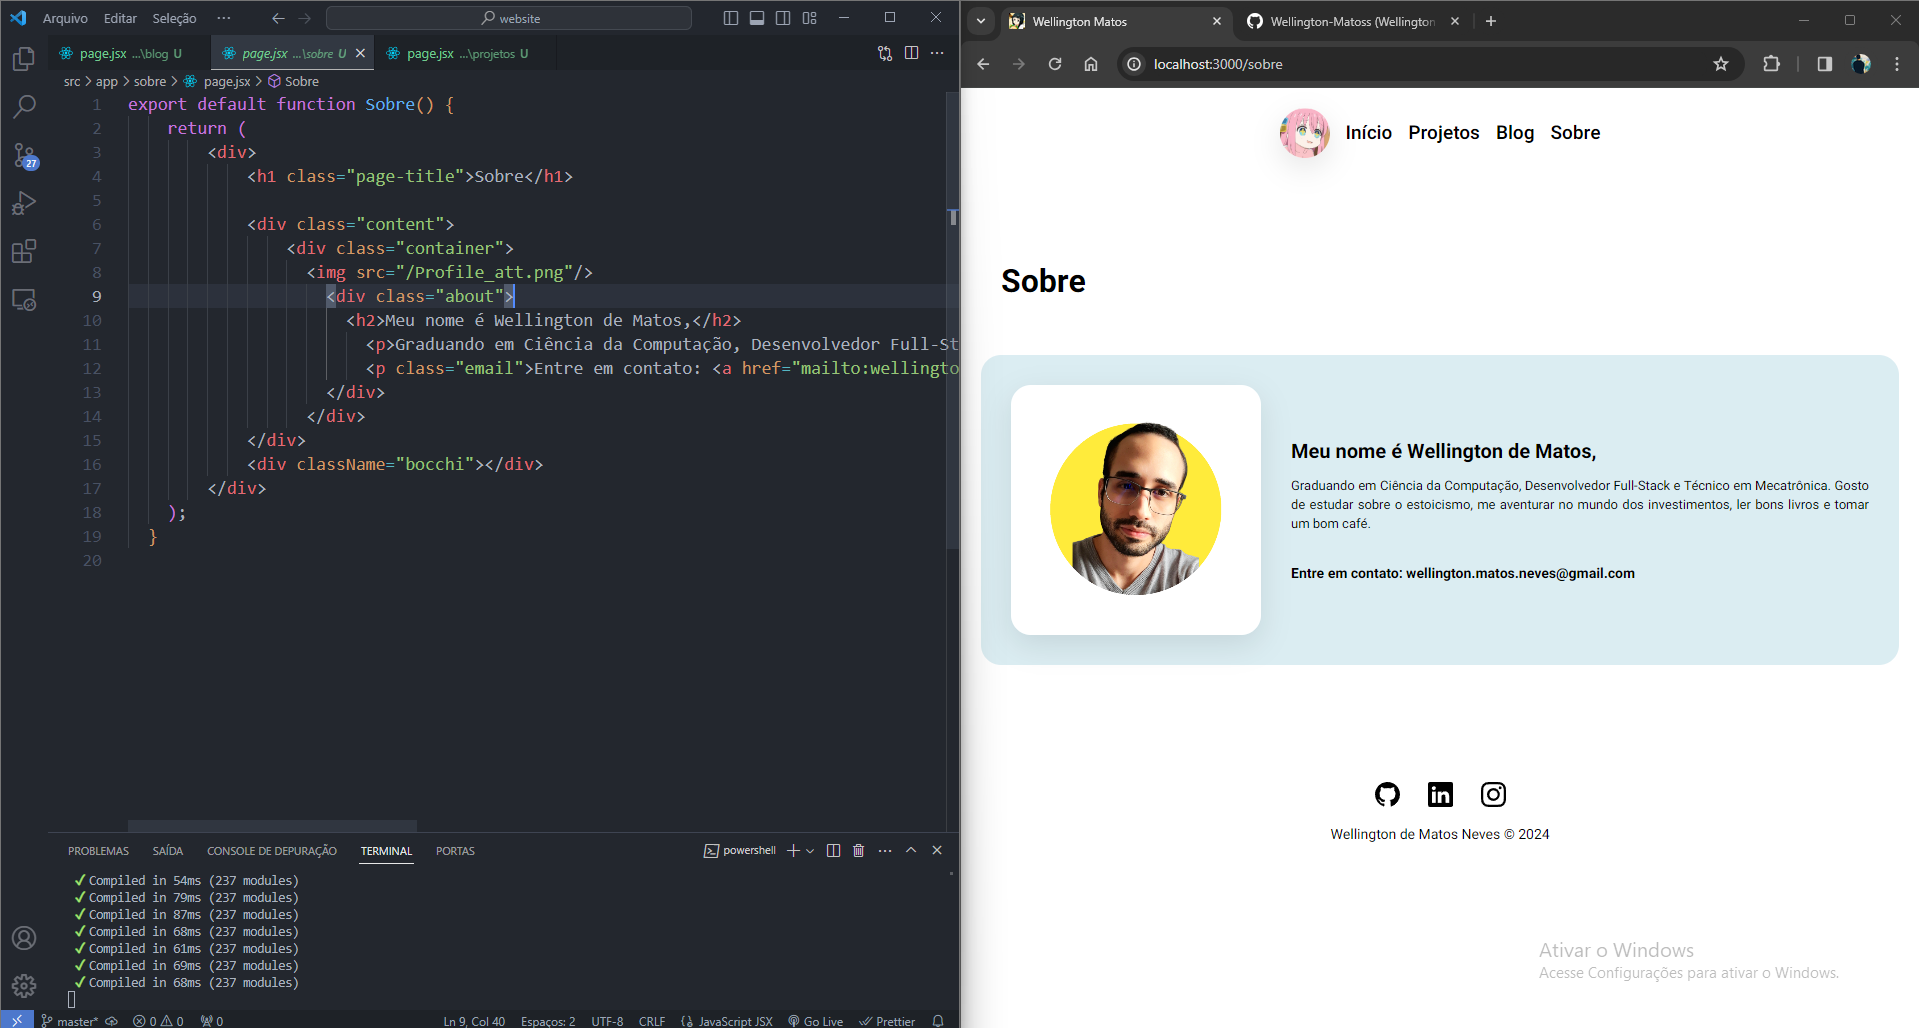 Arquivo Editar Seleção ··· website
page.jsx ...\blog U page.jsx ...\sobre U page.jsx ...\projetos U
src > app > sobre > page.jsx > Sobre
1 export default function Sobre() {
2 return (
3 <div>
4 <h1 class="page-title">Sobre</h1>
5
6 <div class="content">
7 <div class="container">
8 <img src="/Profile_att.png"/>
9 <div class="about">
10 <h2>Meu nome é Wellington de Matos,</h2>
11 <p>Graduando em Ciência da Computação, Desenvolvedor Full-St
12 <p class="email">Entre em contato: <a href="mailto:wellingto
13 </div>
14 </div>
15 </div>
16 <div className="bocchi"></div>
17 </div>
18 );
19 }
20
27
PROBLEMAS SAÍDA CONSOLE DE DEPURAÇÃO TERMINAL PORTAS powershell
✓ Compiled in 54ms (237 modules)
✓ Compiled in 79ms (237 modules)
✓ Compiled in 87ms (237 modules)
✓ Compiled in 68ms (237 modules)
✓ Compiled in 61ms (237 modules)
✓ Compiled in 69ms (237 modules)
✓ Compiled in 68ms (237 modules)
master* 0 0 0 Ln 9, Col 40 Espaços: 2 UTF-8 CRLF {} JavaScript JSX Go Live Prettier
Wellington Matos Wellington-Matoss (Wellington
localhost:3000/sobre
Início Projetos Blog Sobre
Sobre
Meu nome é Wellington de Matos,
Graduando em Ciência da Computação, Desenvolvedor Full-Stack e Técnico em Mecatrônica. Gosto
de estudar sobre o estoicismo, me aventurar no mundo dos investimentos, ler bons livros e tomar
um bom café.
Entre em contato: wellington.matos.neves@gmail.com
in
Wellington de Matos Neves © 2024
Ativar o Windows
Acesse Configurações para ativar o Windows.